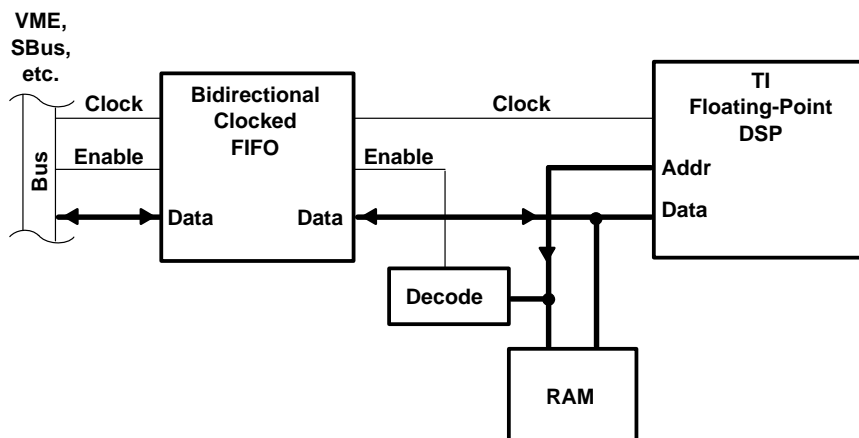 VME,
SBus,
etc.
Clock
Enable
Bus
Bidirectional
Clocked
FIFO
Data
Data
Clock
Enable
TI
Floating-Point
DSP
Addr
Data
Decode
RAM